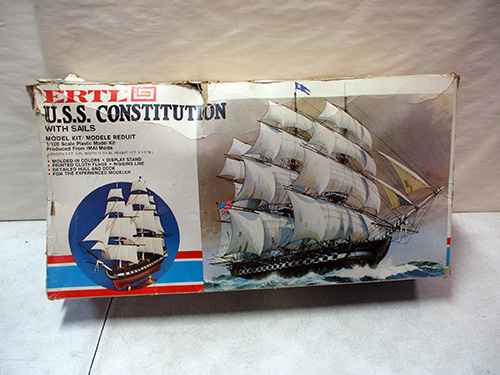 ERTL
U.S.S. CONSTITUTION
WITH SAILS
MODEL KIT/MODELE REDUIT
1/120 Scale Plastic Model Kit
Produced From IMAI Molds
• MOLDED IN COLORS • DISPLAY STAND
• PRINTED CLOTH FLAGS • RIGGING LINE
• DETAILED HULL AND DECK
• FOR THE EXPERIENCED MODELER